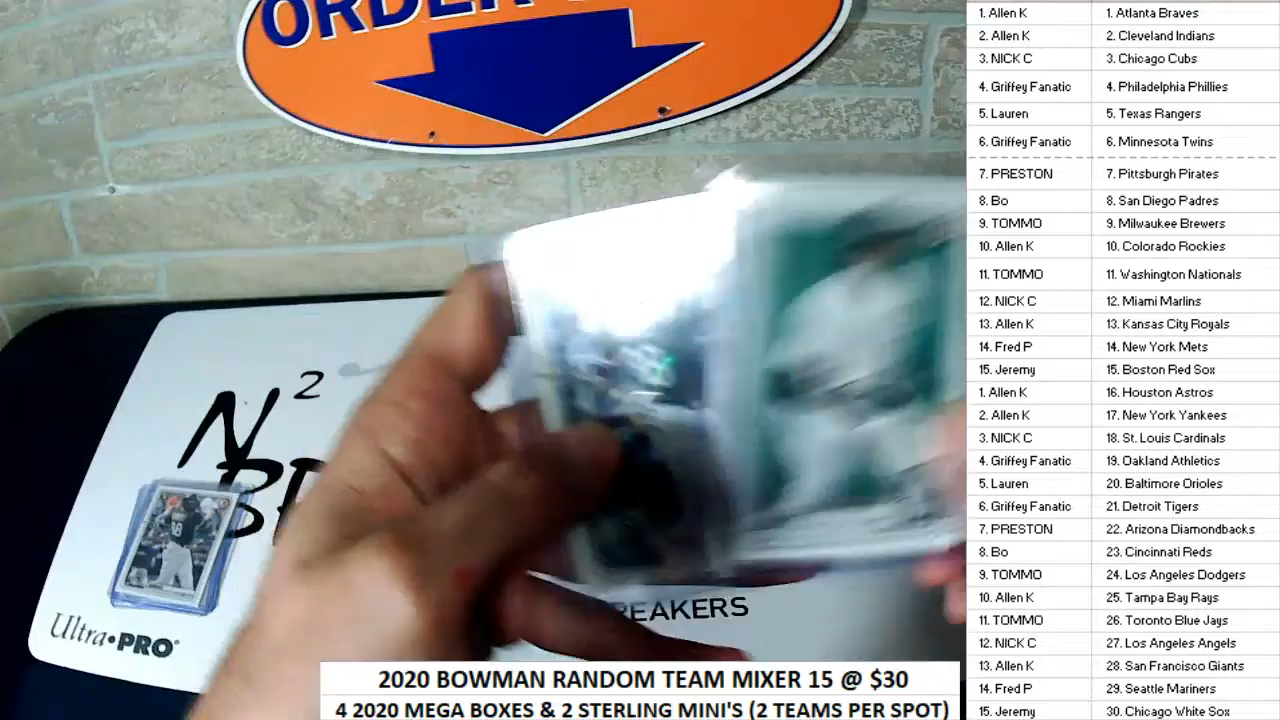 ORDER
N²
BREAKERS
Ultra•PRO
88
2020 BOWMAN RANDOM TEAM MIXER 15 @ $30
4 2020 MEGA BOXES & 2 STERLING MINI'S (2 TEAMS PER SPOT)
1. Allen K 1. Atlanta Braves
2. Allen K 2. Cleveland Indians
3. NICK C 3. Chicago Cubs
4. Griffey Fanatic 4. Philadelphia Phillies
5. Lauren 5. Texas Rangers
6. Griffey Fanatic 6. Minnesota Twins
7. PRESTON 7. Pittsburgh Pirates
8. Bo 8. San Diego Padres
9. TOMMO 9. Milwaukee Brewers
10. Allen K 10. Colorado Rockies
11. TOMMO 11. Washington Nationals
12. NICK C 12. Miami Marlins
13. Allen K 13. Kansas City Royals
14. Fred P 14. New York Mets
15. Jeremy 15. Boston Red Sox
1. Allen K 16. Houston Astros
2. Allen K 17. New York Yankees
3. NICK C 18. St. Louis Cardinals
4. Griffey Fanatic 19. Oakland Athletics
5. Lauren 20. Baltimore Orioles
6. Griffey Fanatic 21. Detroit Tigers
7. PRESTON 22. Arizona Diamondbacks
8. Bo 23. Cincinnati Reds
9. TOMMO 24. Los Angeles Dodgers
10. Allen K 25. Tampa Bay Rays
11. TOMMO 26. Toronto Blue Jays
12. NICK C 27. Los Angeles Angels
13. Allen K 28. San Francisco Giants
14. Fred P 29. Seattle Mariners
15. Jeremy 30. Chicago White Sox